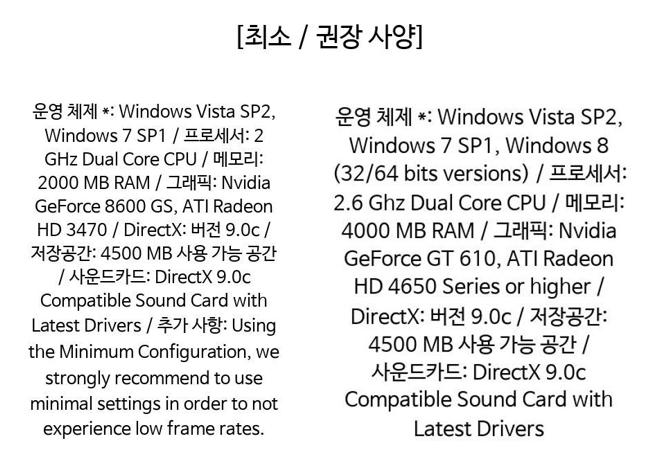 [최소 / 권장 사양]
운영 체제 *: Windows Vista SP2,
Windows 7 SP1 / 프로세서: 2
GHz Dual Core CPU / 메모리:
2000 MB RAM / 그래픽: Nvidia
GeForce 8600 GS, ATI Radeon
HD 3470 / DirectX: 버전 9.0c /
저장공간: 4500 MB 사용 가능 공간
/ 사운드카드: DirectX 9.0c
Compatible Sound Card with
Latest Drivers / 추가 사항: Using
the Minimum Configuration, we
strongly recommend to use
minimal settings in order to not
experience low frame rates.
운영 체제 *: Windows Vista SP2,
Windows 7 SP1, Windows 8
(32/64 bits versions) / 프로세서:
2.6 Ghz Dual Core CPU / 메모리:
4000 MB RAM / 그래픽: Nvidia
GeForce GT 610, ATI Radeon
HD 4650 Series or higher /
DirectX: 버전 9.0c / 저장공간:
4500 MB 사용 가능 공간 /
사운드카드: DirectX 9.0c
Compatible Sound Card with
Latest Drivers